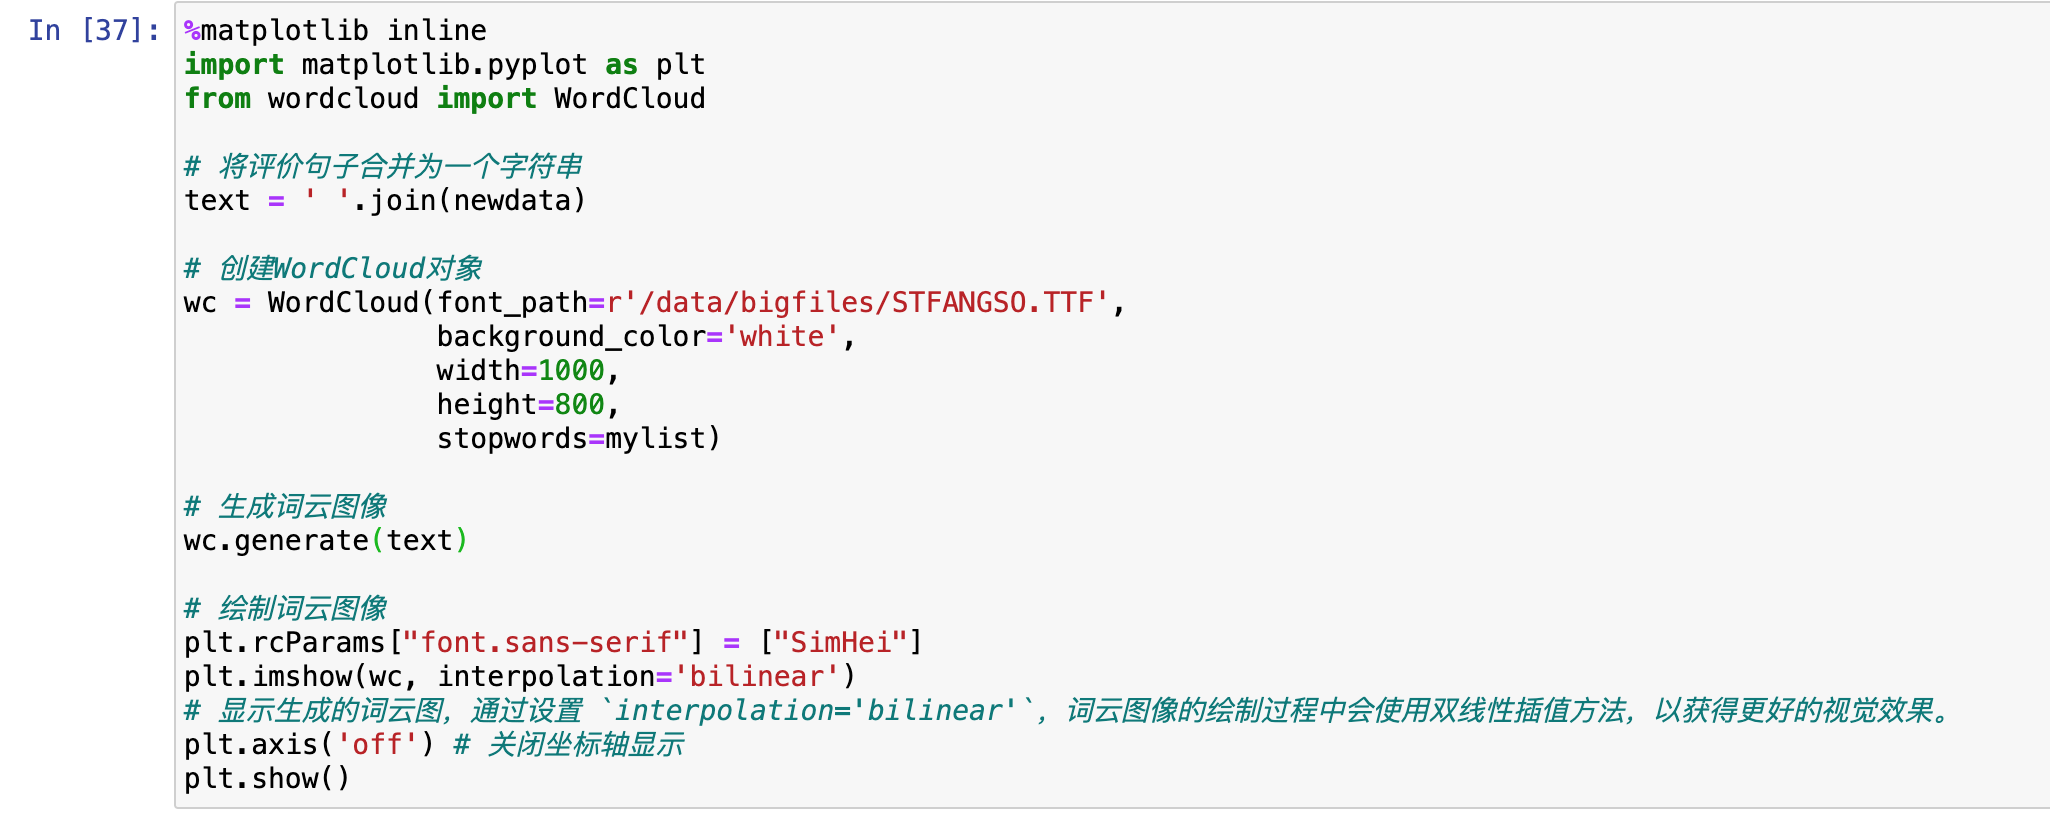 In [37]:
%matplotlib inline
import matplotlib.pyplot as plt
from wordcloud import WordCloud
# 将评价句子合并为一个字符串
text = ' '.join(newdata)
# 创建WordCloud对象
wc = WordCloud(font_path=r'/data/bigfiles/STFANGSO.TTF',
background_color='white',
width=1000,
height=800,
stopwords=mylist)
# 生成词云图像
wc.generate(text)
# 绘制词云图像
plt.rcParams["font.sans-serif"] = ["SimHei"]
plt.imshow(wc, interpolation='bilinear')
# 显示生成的词云图，通过设置 `interpolation='bilinear'`，词云图像的绘制过程中会使用双线性插值方法，以获得更好的视觉效果。
plt.axis('off') # 关闭坐标轴显示
plt.show()